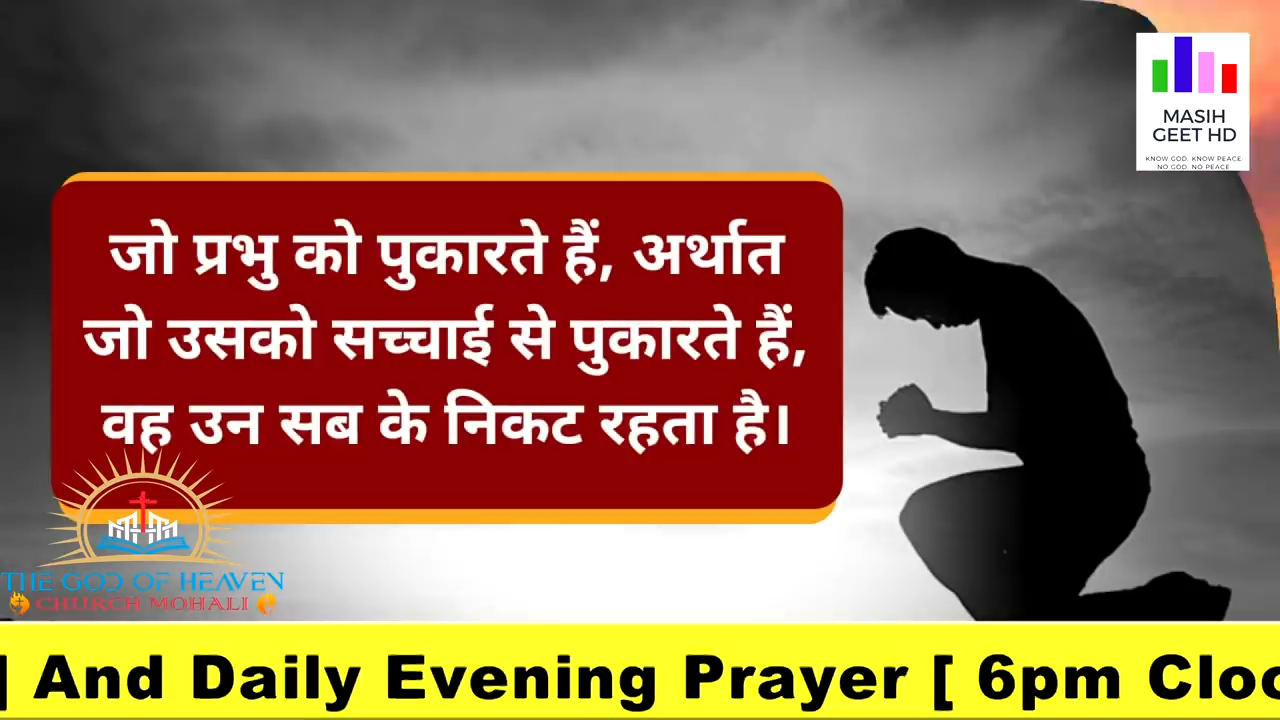 MASIH
GEET HD
KNOW GOD. KNOW PEACE.
NO GOD. NO PEACE
जो प्रभु को पुकारते हैं, अर्थात
जो उसको सच्चाई से पुकारते हैं,
वह उन सब के निकट रहता है।
THE GOD OF HEAVEN
CHURCH MOHALI
] And Daily Evening Prayer [ 6pm Cloc